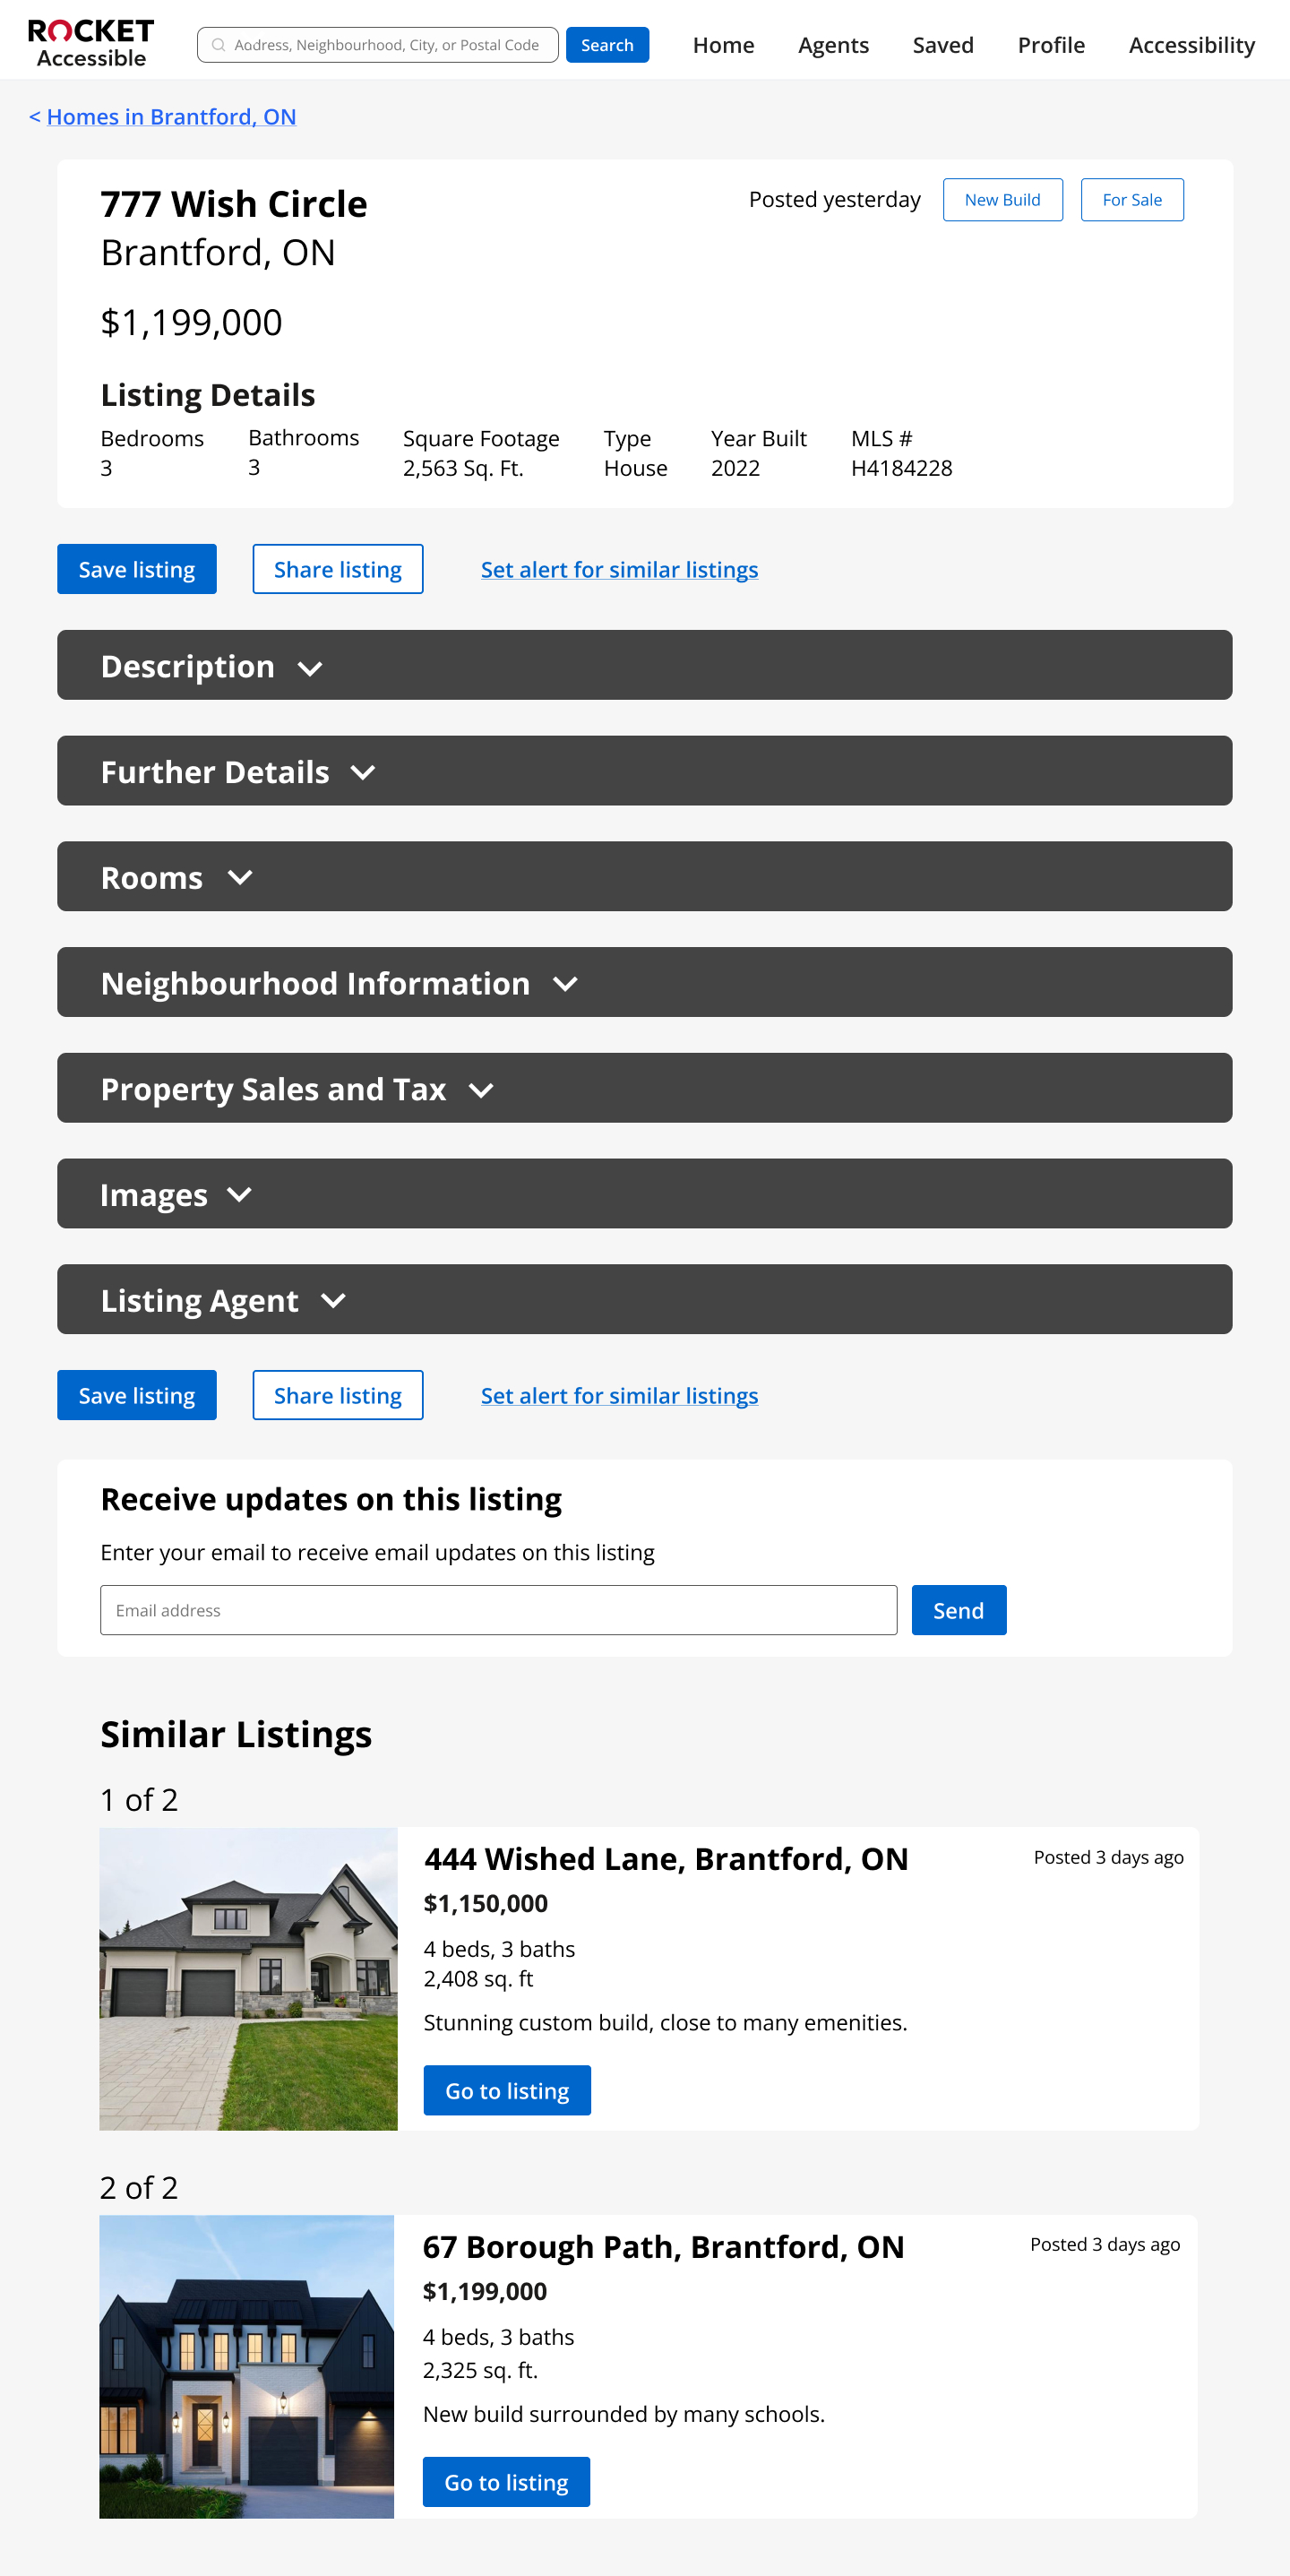 ROCKET
Accessible
Address, Neighbourhood, City, or Postal Code
Search
Home
Agents
Saved
Profile
Accessibility
< Homes in Brantford, ON
777 Wish Circle
Posted yesterday
New Build
For Sale
Brantford, ON
$1,199,000
Listing Details
Bedrooms
3
Bathrooms
3
Square Footage
2,563 Sq. Ft.
Type
House
Year Built
2022
MLS #
H4184228
Save listing
Share listing
Set alert for similar listings
Description
Further Details
Rooms
Neighbourhood Information
Property Sales and Tax
Images
Listing Agent
Save listing
Share listing
Set alert for similar listings
Receive updates on this listing
Enter your email to receive email updates on this listing
Email address
Send
Similar Listings
1 of 2
444 Wished Lane, Brantford, ON
Posted 3 days ago
$1,150,000
4 beds, 3 baths
2,408 sq. ft
Stunning custom build, close to many emenities.
Go to listing
2 of 2
67 Borough Path, Brantford, ON
Posted 3 days ago
$1,199,000
4 beds, 3 baths
2,325 sq. ft.
New build surrounded by many schools.
Go to listing